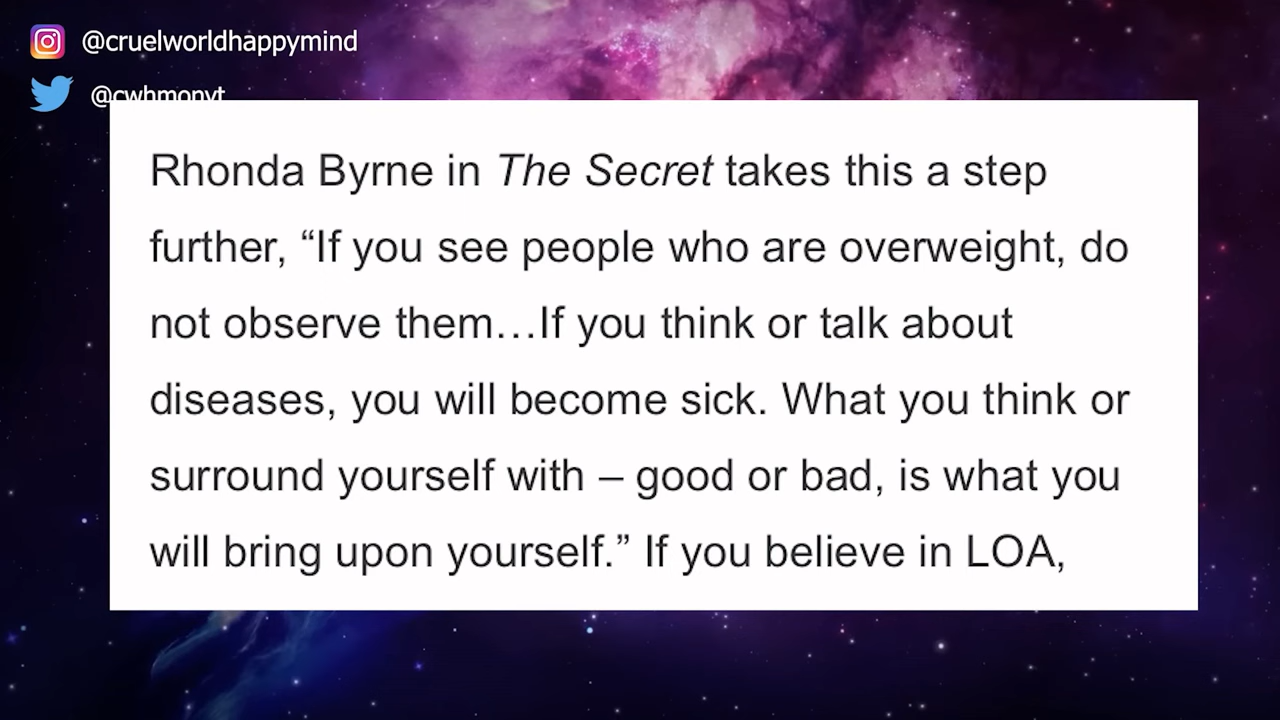 @cruelworldhappymind
@cwhmonyt
Rhonda Byrne in The Secret takes this a step
further, “If you see people who are overweight, do
not observe them…If you think or talk about
diseases, you will become sick. What you think or
surround yourself with – good or bad, is what you
will bring upon yourself.” If you believe in LOA,